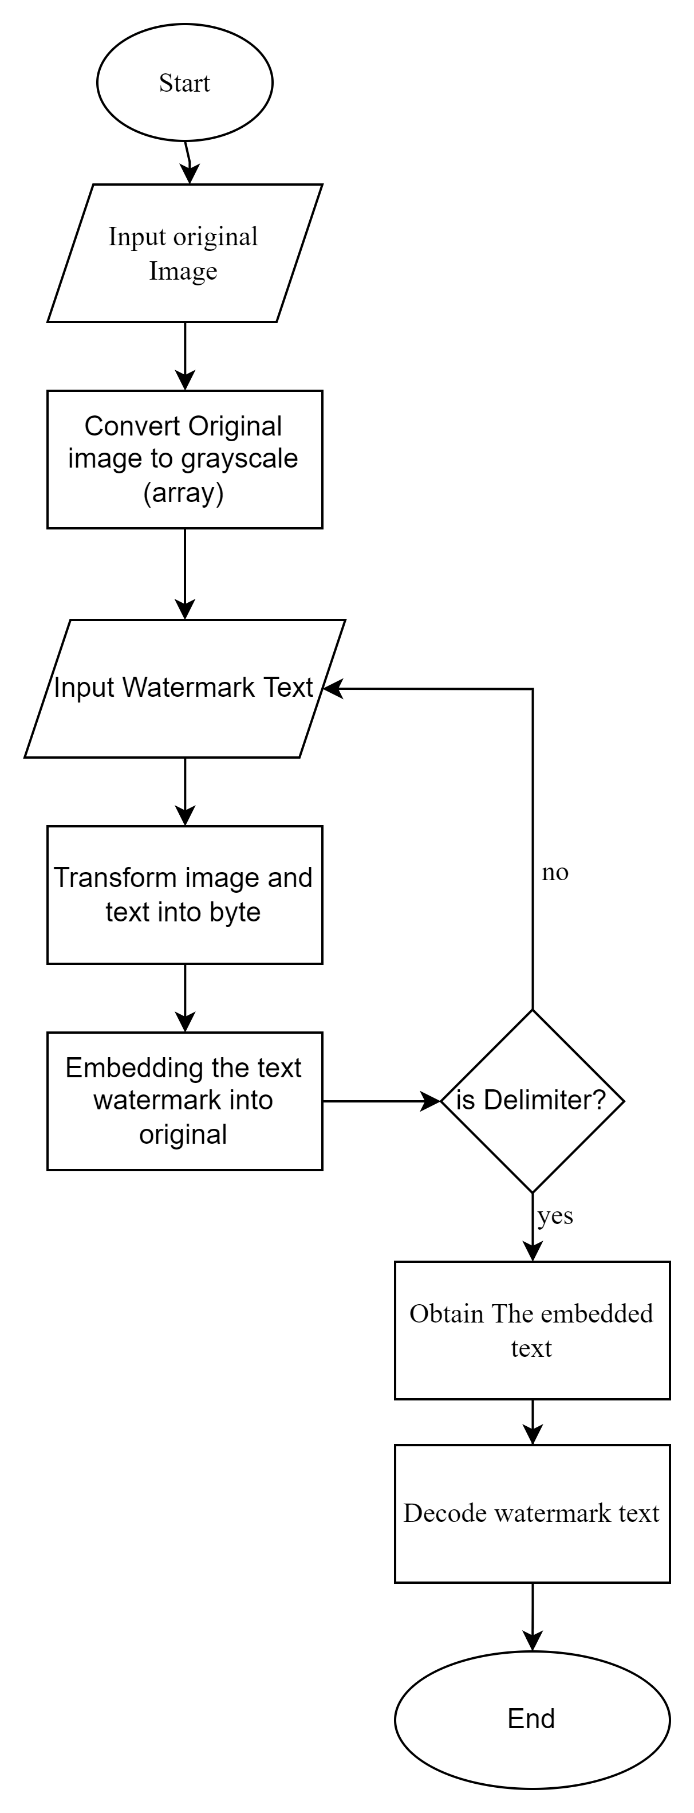 Start
Input original
Image
Convert Original
image to grayscale
(array)
Input Watermark Text
Transform image and
text into byte
no
Embedding the text
watermark into
original
is Delimiter?
yes
Obtain The embedded
text
Decode watermark text
End